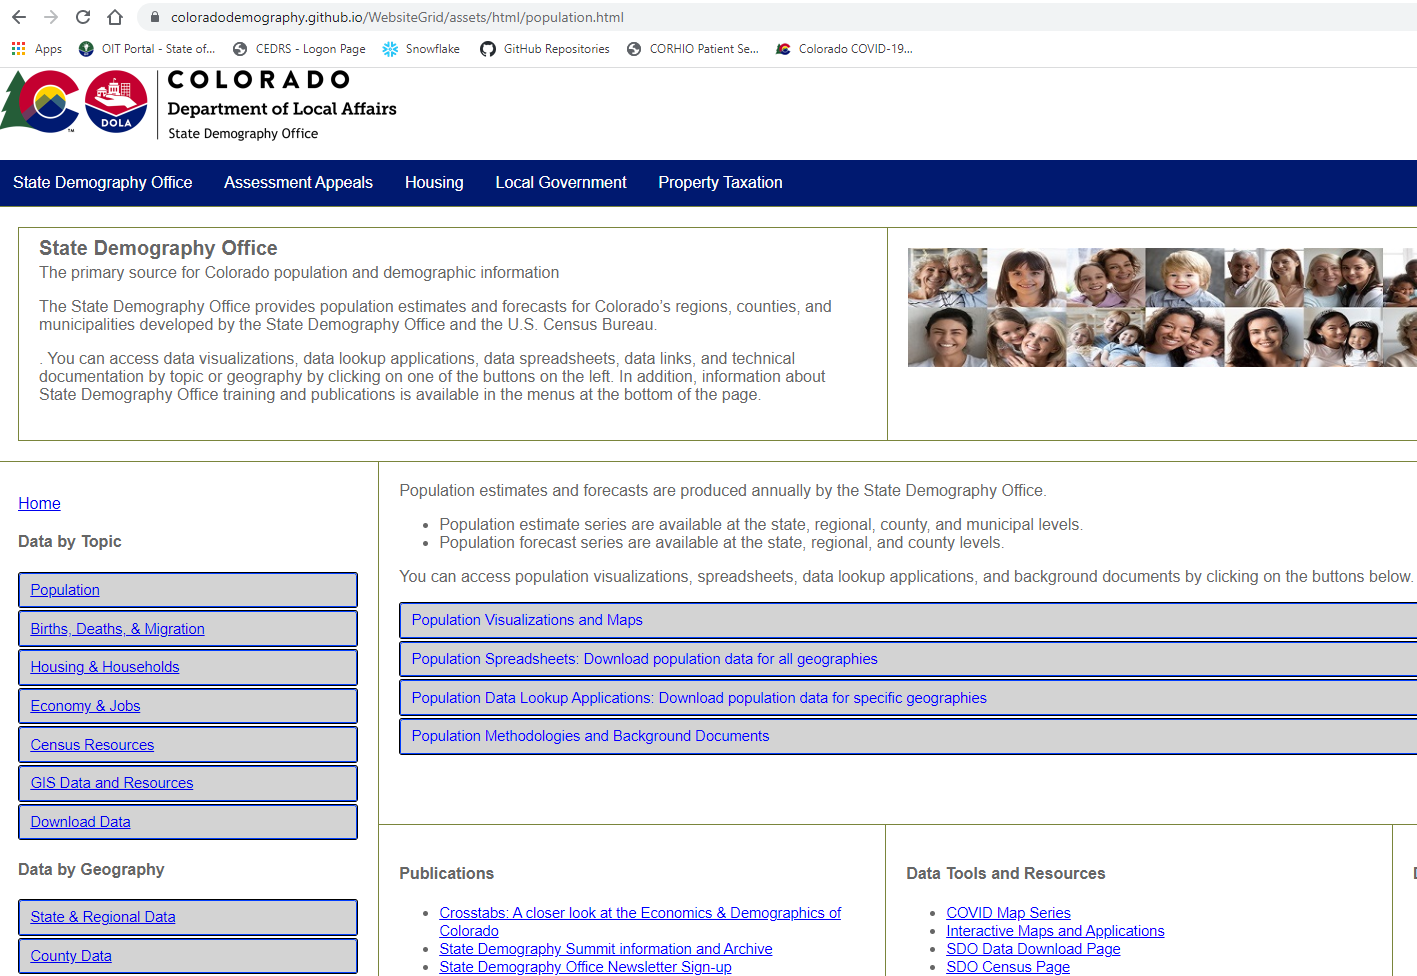 coloradodemography.github.io/WebsiteGrid/assets/html/population.html
Apps OIT Portal - State of... CEDRS - Logon Page Snowflake GitHub Repositories CORHIO Patient Se... Colorado COVID-19...
COLORADO
Department of Local Affairs
State Demography Office
DOLA
TM
State Demography Office Assessment Appeals Housing Local Government Property Taxation
State Demography Office
The primary source for Colorado population and demographic information
The State Demography Office provides population estimates and forecasts for Colorado’s regions, counties, and
municipalities developed by the State Demography Office and the U.S. Census Bureau.
. You can access data visualizations, data lookup applications, data spreadsheets, data links, and technical
documentation by topic or geography by clicking on one of the buttons on the left. In addition, information about
State Demography Office training and publications is available in the menus at the bottom of the page.
Home
Data by Topic
Population
Births, Deaths, & Migration
Housing & Households
Economy & Jobs
Census Resources
GIS Data and Resources
Download Data
Data by Geography
State & Regional Data
County Data
Population estimates and forecasts are produced annually by the State Demography Office.
• Population estimate series are available at the state, regional, county, and municipal levels.
• Population forecast series are available at the state, regional, and county levels.
You can access population visualizations, spreadsheets, data lookup applications, and background documents by clicking on the buttons below.
Population Visualizations and Maps
Population Spreadsheets: Download population data for all geographies
Population Data Lookup Applications: Download population data for specific geographies
Population Methodologies and Background Documents
Publications
• Crosstabs: A closer look at the Economics & Demographics of
Colorado
• State Demography Summit information and Archive
• State Demography Office Newsletter Sign-up
Data Tools and Resources
• COVID Map Series
• Interactive Maps and Applications
• SDO Data Download Page
• SDO Census Page